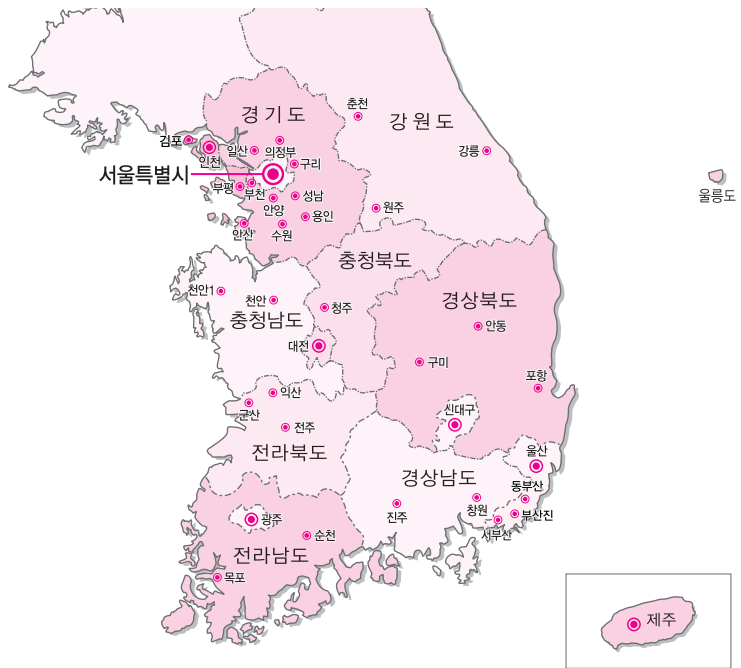 경기도
춘천
강원도
김포
인천
일산
의정부
강릉
구리
서울특별시
부평
부천
성남
안양
용인
원주
울릉도
안산
수원
충청북도
천안1
천안
청주
경상북도
충청남도
안동
대전
구미
포항
익산
군산
신대구
전주
울산
전라북도
경상남도
동부산
창원
진주
부산진
서부산
광주
순천
전라남도
목포
제주